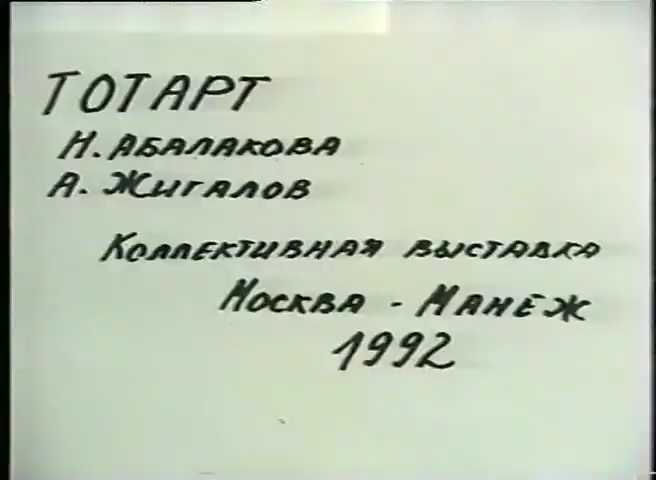 ТОТАРТ
Н. АБАЛАКОВА
А. ЖИГАЛОВ
КОЛЛЕКТИВНАЯ ВЫСТАВКА
МОСКВА - МАНЕЖ
1992